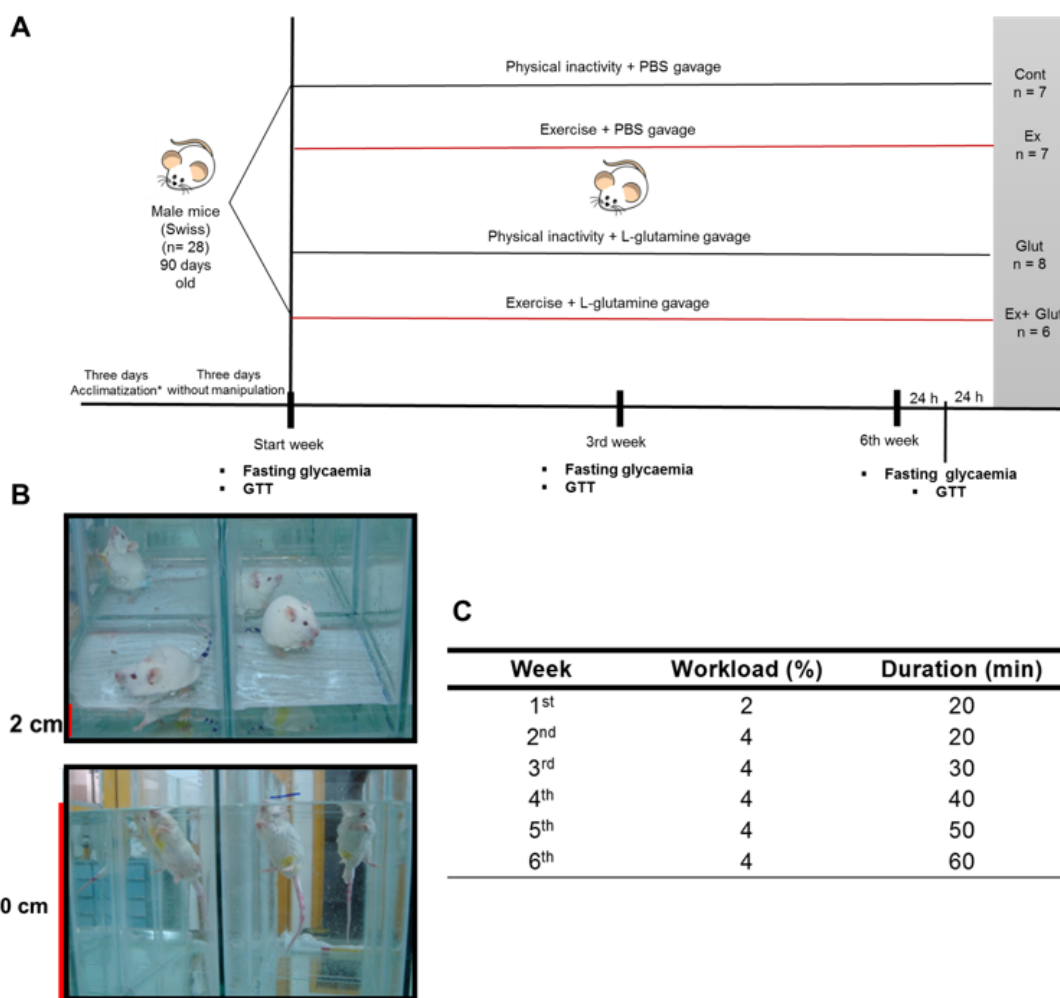 A
Physical inactivity + PBS gavage
Cont
n = 7
Exercise + PBS gavage
Ex
n = 7
Male mice
(Swiss)
(n= 28)
90 days
old
Physical inactivity + L-glutamine gavage
Glut
n = 8
Exercise + L-glutamine gavage
Ex+ Glut
n = 6
Three days
Acclimatization*
Three days
without manipulation
24 h
24 h
Start week
3rd week
6th week
▪ Fasting glycaemia
▪ GTT
▪ Fasting glycaemia
▪ GTT
▪ Fasting glycaemia
▪ GTT
B
2 cm
0 cm
C
Week Workload (%) Duration (min)
1st 2 20
2nd 4 20
3rd 4 30
4th 4 40
5th 4 50
6th 4 60